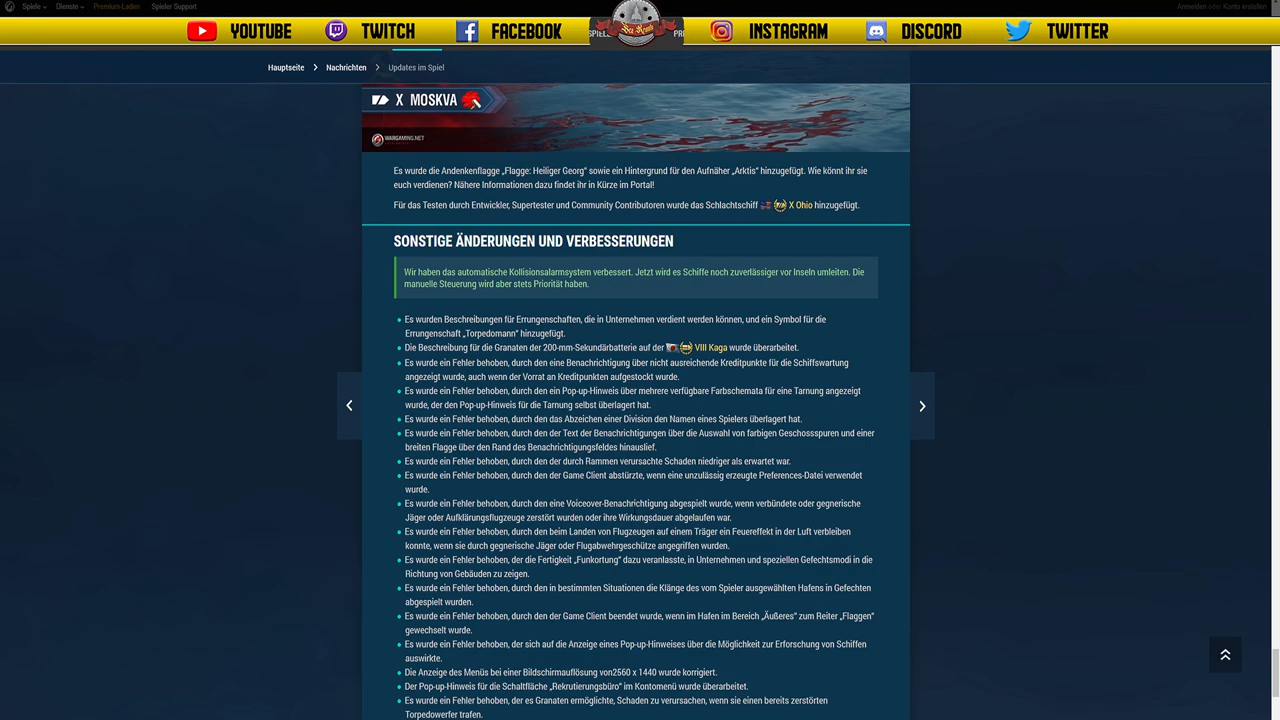 Spiele
Dienste
Premium-Laden
Spieler Support
Anmelden oder Konto erstellen
YOUTUBE
TWITCH
FACEBOOK
INSTAGRAM
DISCORD
TWITTER
Hauptseite
Nachrichten
Updates im Spiel
X MOSKVA
WARGAMING.NET
Es wurde die Andenkenflagge „Flagge: Heiliger Georg“ sowie ein Hintergrund für den Aufnäher „Arktis“ hinzugefügt. Wie könnt ihr sie
euch verdienen? Nähere Informationen dazu findet ihr in Kürze im Portal!
Für das Testen durch Entwickler, Supertester und Community Contributoren wurde das Schlachtschiff X Ohio hinzugefügt.
SONSTIGE ÄNDERUNGEN UND VERBESSERUNGEN
Wir haben das automatische Kollisionsalarmsystem verbessert. Jetzt wird es Schiffe noch zuverlässiger vor Inseln umleiten. Die
manuelle Steuerung wird aber stets Priorität haben.
Es wurden Beschreibungen für Errungenschaften, die in Unternehmen verdient werden können, und ein Symbol für die
Errungenschaft „Torpedomann“ hinzugefügt.
Die Beschreibung für die Granaten der 200-mm-Sekundärbatterie auf der VIII Kaga wurde überarbeitet.
Es wurde ein Fehler behoben, durch den eine Benachrichtigung über nicht ausreichende Kreditpunkte für die Schiffswartung
angezeigt wurde, auch wenn der Vorrat an Kreditpunkten aufgestockt wurde.
Es wurde ein Fehler behoben, durch den ein Pop-up-Hinweis über mehrere verfügbare Farbschemata für eine Tarnung angezeigt
wurde, der den Pop-up-Hinweis für die Tarnung selbst überlagert hat.
Es wurde ein Fehler behoben, durch den das Abzeichen einer Division den Namen eines Spielers überlagert hat.
Es wurde ein Fehler behoben, durch den der Text der Benachrichtigungen über die Auswahl von farbigen Geschossspuren und einer
breiten Flagge über den Rand des Benachrichtigungsfeldes hinauslief.
Es wurde ein Fehler behoben, durch den der durch Rammen verursachte Schaden niedriger als erwartet war.
Es wurde ein Fehler behoben, durch den der Game Client abstürzte, wenn eine unzulässig erzeugte Preferences-Datei verwendet
wurde.
Es wurde ein Fehler behoben, durch den eine Voiceover-Benachrichtigung abgespielt wurde, wenn verbündete oder gegnerische
Jäger oder Aufklärungsflugzeuge zerstört wurden oder ihre Wirkungsdauer abgelaufen war.
Es wurde ein Fehler behoben, durch den beim Landen von Flugzeugen auf einem Träger ein Feuereffekt in der Luft verbleiben
konnte, wenn sie durch gegnerische Jäger oder Flugabwehrgeschütze angegriffen wurden.
Es wurde ein Fehler behoben, der die Fertigkeit „Funkortung“ dazu veranlasste, in Unternehmen und speziellen Gefechtsmodi in die
Richtung von Gebäuden zu zeigen.
Es wurde ein Fehler behoben, durch den in bestimmten Situationen die Klänge des vom Spieler ausgewählten Hafens in Gefechten
abgespielt wurden.
Es wurde ein Fehler behoben, durch den der Game Client beendet wurde, wenn im Hafen im Bereich „Äußeres“ zum Reiter „Flaggen“
gewechselt wurde.
Es wurde ein Fehler behoben, der sich auf die Anzeige eines Pop-up-Hinweises über die Möglichkeit zur Erforschung von Schiffen
auswirkte.
Die Anzeige des Menüs bei einer Bildschirmauflösung von2560 x 1440 wurde korrigiert.
Der Pop-up-Hinweis für die Schaltfläche „Rekrutierungsbüro“ im Kontomenü wurde überarbeitet.
Es wurde ein Fehler behoben, der es Granaten ermöglichte, Schaden zu verursachen, wenn sie einen bereits zerstörten
Torpedowerfer trafen.